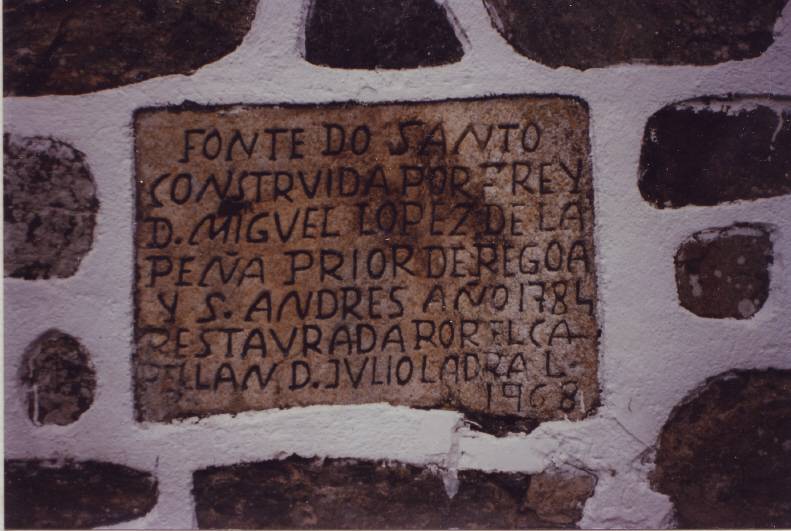 FONTE DO SANTO
CONSTRVIDA POR FREY
D. MIGVEL LOPEZ DE LA
PEÑA PRIOR DE REGOA
Y S. ANDRES AÑO 1784
RESTAVRADA POR EL CA-
PELLAN D. JVLIO LADRA L.
1968